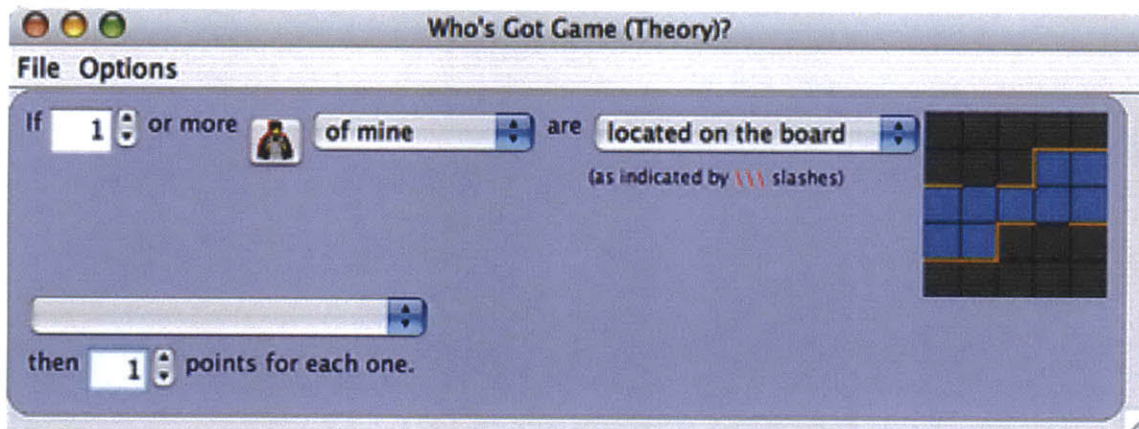 Who's Got Game (Theory)?
File Options
If 1 or more of mine are located on the board
(as indicated by \\\ slashes)
then 1 points for each one.